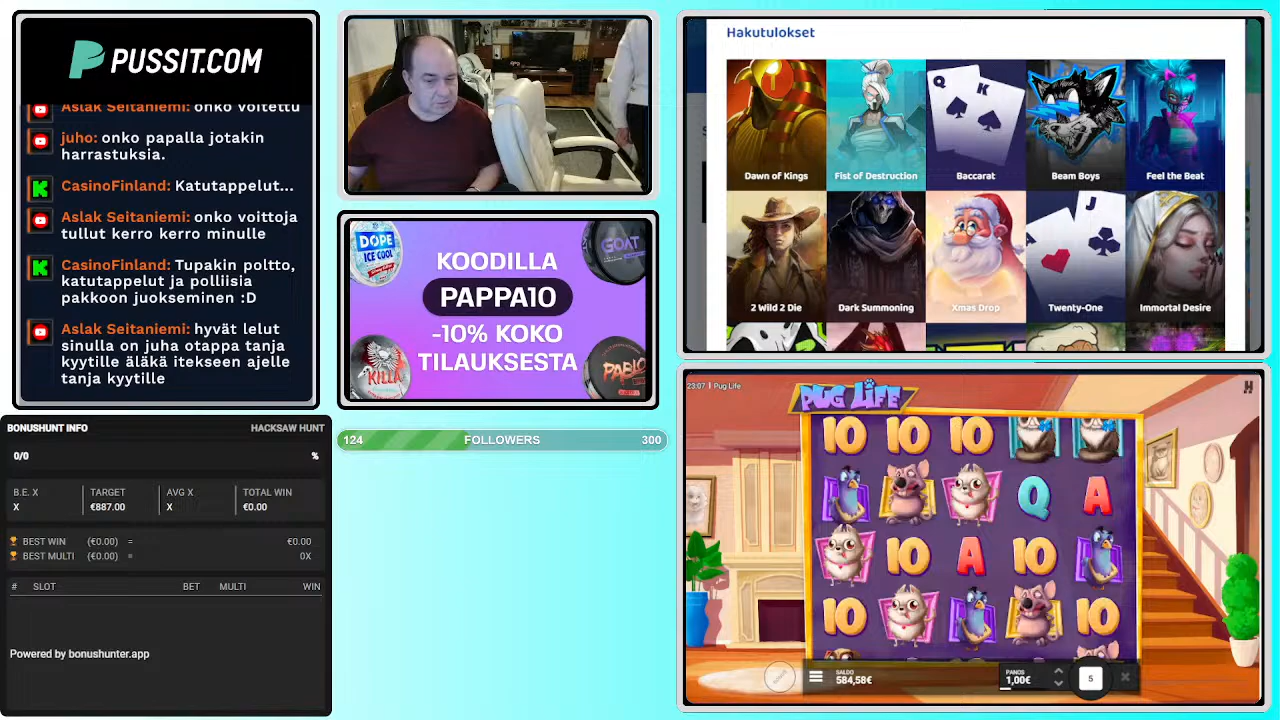 PUSSIT.COM
Aslak Seitaniemi: onko voitettu
juho: onko papalla jotakin
harrastuksia.
CasinoFinland: Katutappelut...
Aslak Seitaniemi: onko voittoja
tullut kerro kerro minulle
CasinoFinland: Tupakin poltto,
katutappelut ja polliisia
pakkoon juokseminen :D
Aslak Seitaniemi: hyvät lelut
sinulla on juha otappa tanja
kyytille äläkä itekseen ajelle
tanja kyytille
DOPE
ICE COOL
GOAT
KILLA
PABLO
KOODILLA
PAPPA10
-10% KOKO
TILAUKSESTA
124 FOLLOWERS 300
BONUSHUNT INFO HACKSAW HUNT
0/0 %
B.E. X TARGET AVG X TOTAL WIN
X €887.00 X €0.00
BEST WIN (€0.00) = €0.00
BEST MULTI (€0.00) = 0X
# SLOT BET MULTI WIN
Powered by bonushunter.app
Hakutulokset
Q K J
Dawn of Kings Fist of Destruction Baccarat Beam Boys Feel the Beat
2 Wild 2 Die Dark Summoning Xmas Drop Twenty-One Immortal Desire
23:07 | Pug Life
PUG LIFE
10 10 10
Q A
10 A 10
10 10
SALDO
584,58€
PANOS
1,00€
5